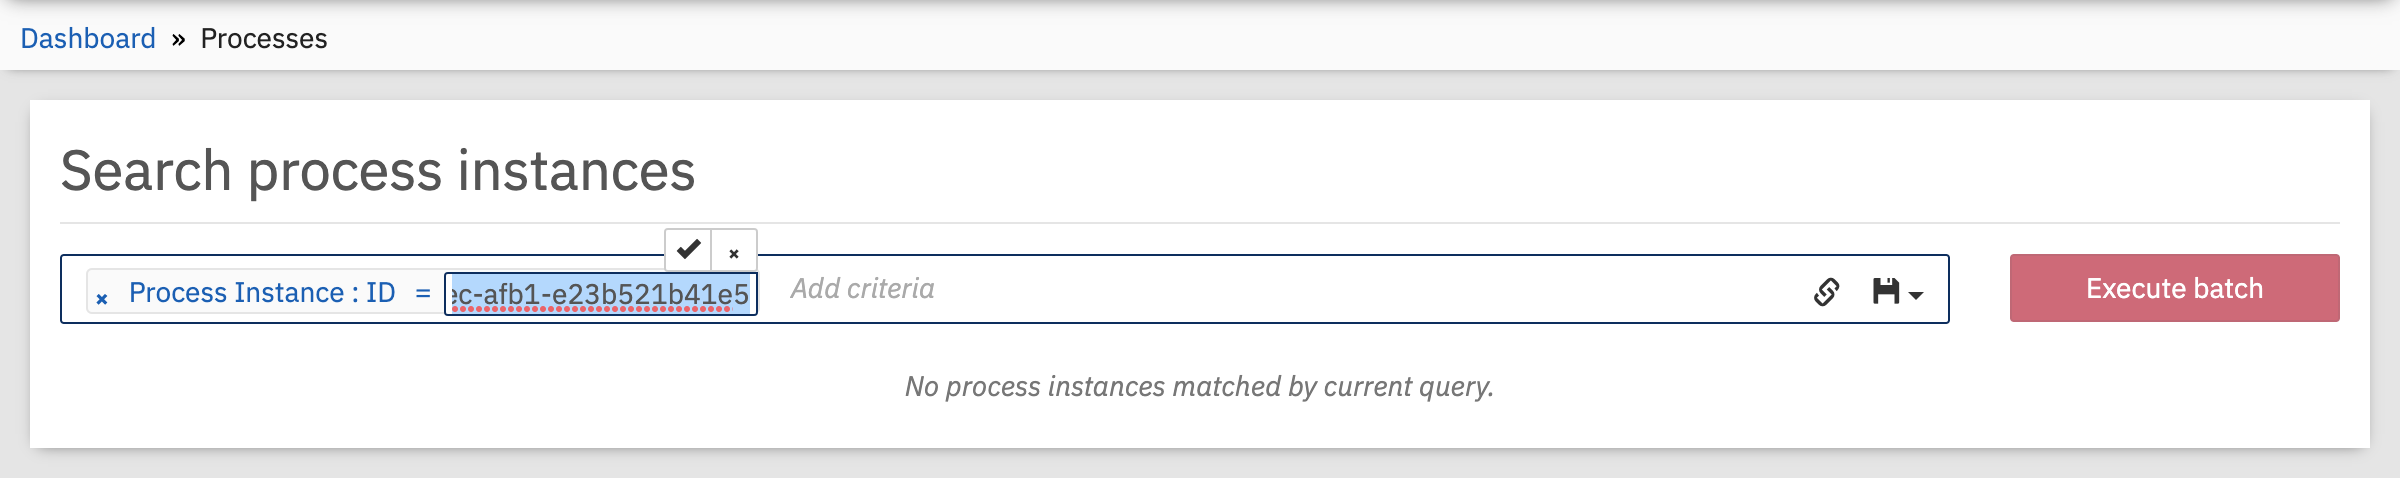 Dashboard » Processes
Search process instances
Process Instance : ID = ec-afb1-e23b521b41e5 Add criteria
Execute batch
No process instances matched by current query.